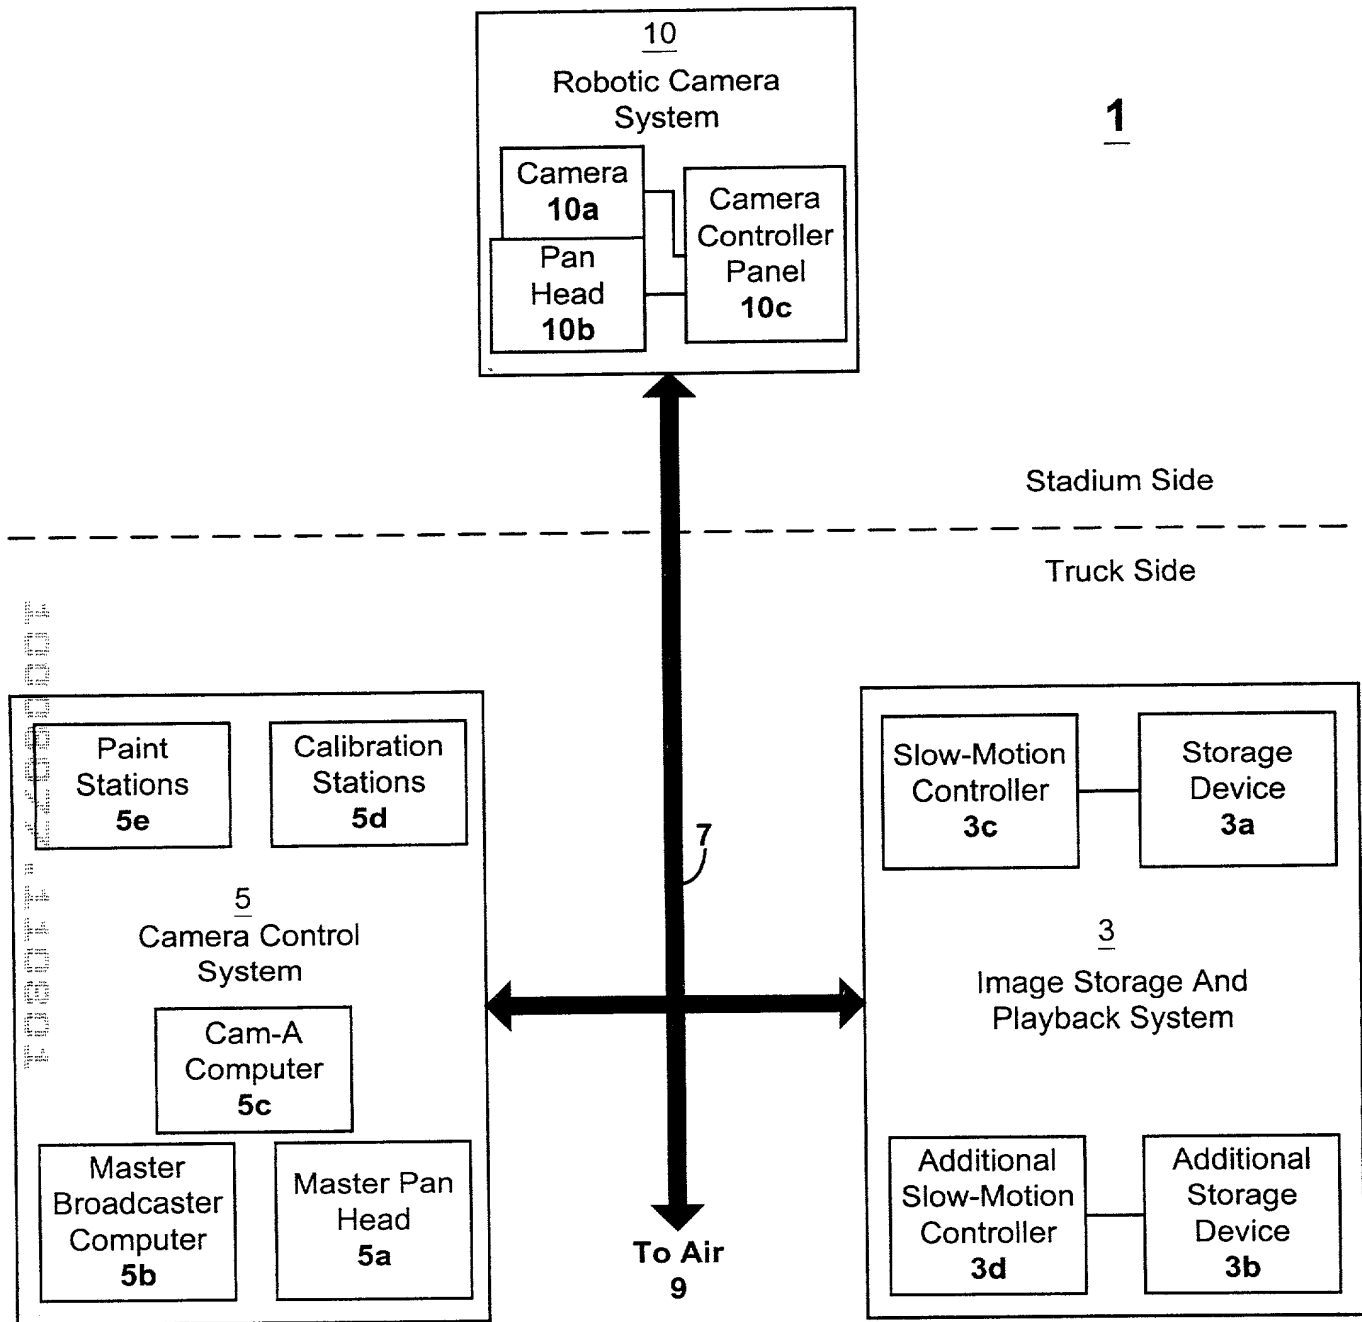 10
Robotic Camera
System
1
Camera
10a
Pan
Head
10b
Camera
Controller
Panel
10c
Stadium Side
Truck Side
Paint
Stations
5e
Calibration
Stations
5d
5
Camera Control
System
Cam-A
Computer
5c
Master
Broadcaster
Computer
5b
Master Pan
Head
5a
7
To Air
9
Slow-Motion
Controller
3c
Storage
Device
3a
3
Image Storage And
Playback System
Additional
Slow-Motion
Controller
3d
Additional
Storage
Device
3b